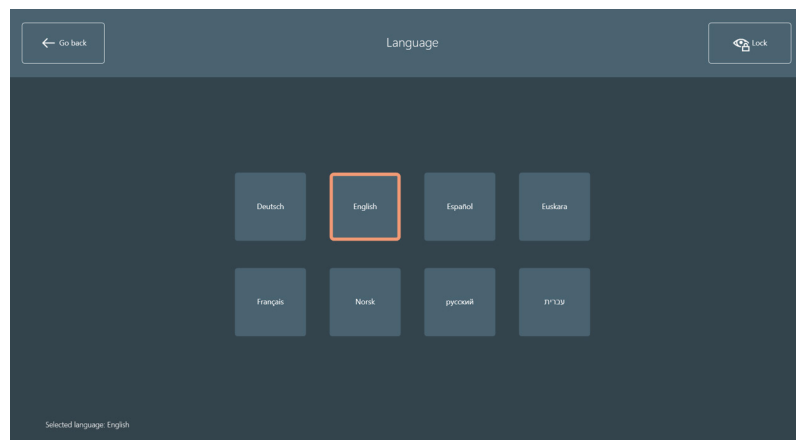 Go back
Language
Lock
Deutsch
English
Español
Euskara
Français
Norsk
русский
עברית
Selected language: English